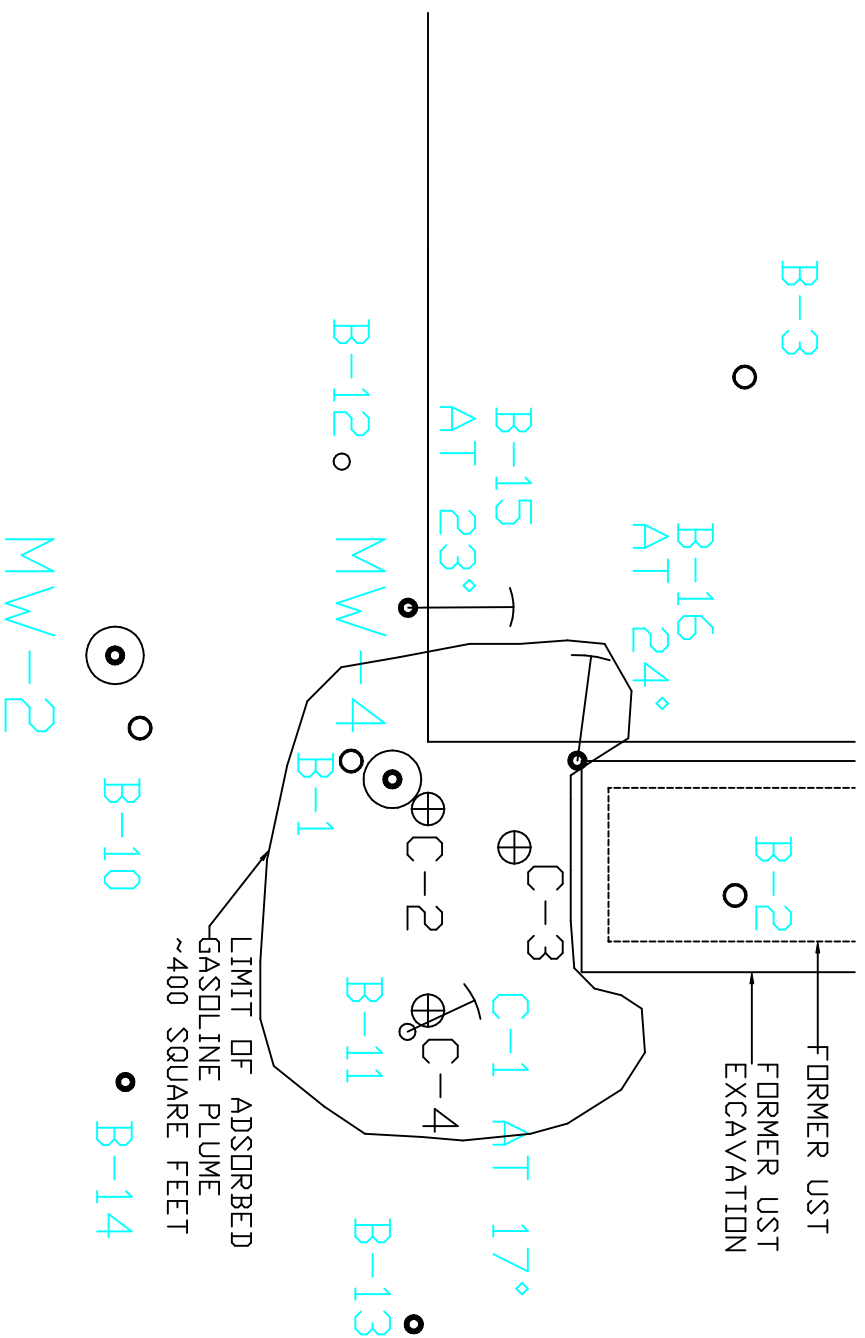 FORMER UST
FORMER UST
EXCAVATION
B-3
B-2
B-16
AT 24°
B-15
AT 23°
C-3
C-1 AT 17°
C-2
C-4
B-12
MW-4
B-11
B-13
B-1
LIMIT OF ADSORBED
GASOLINE PLUME
~400 SQUARE FEET
B-10
B-14
MW-2